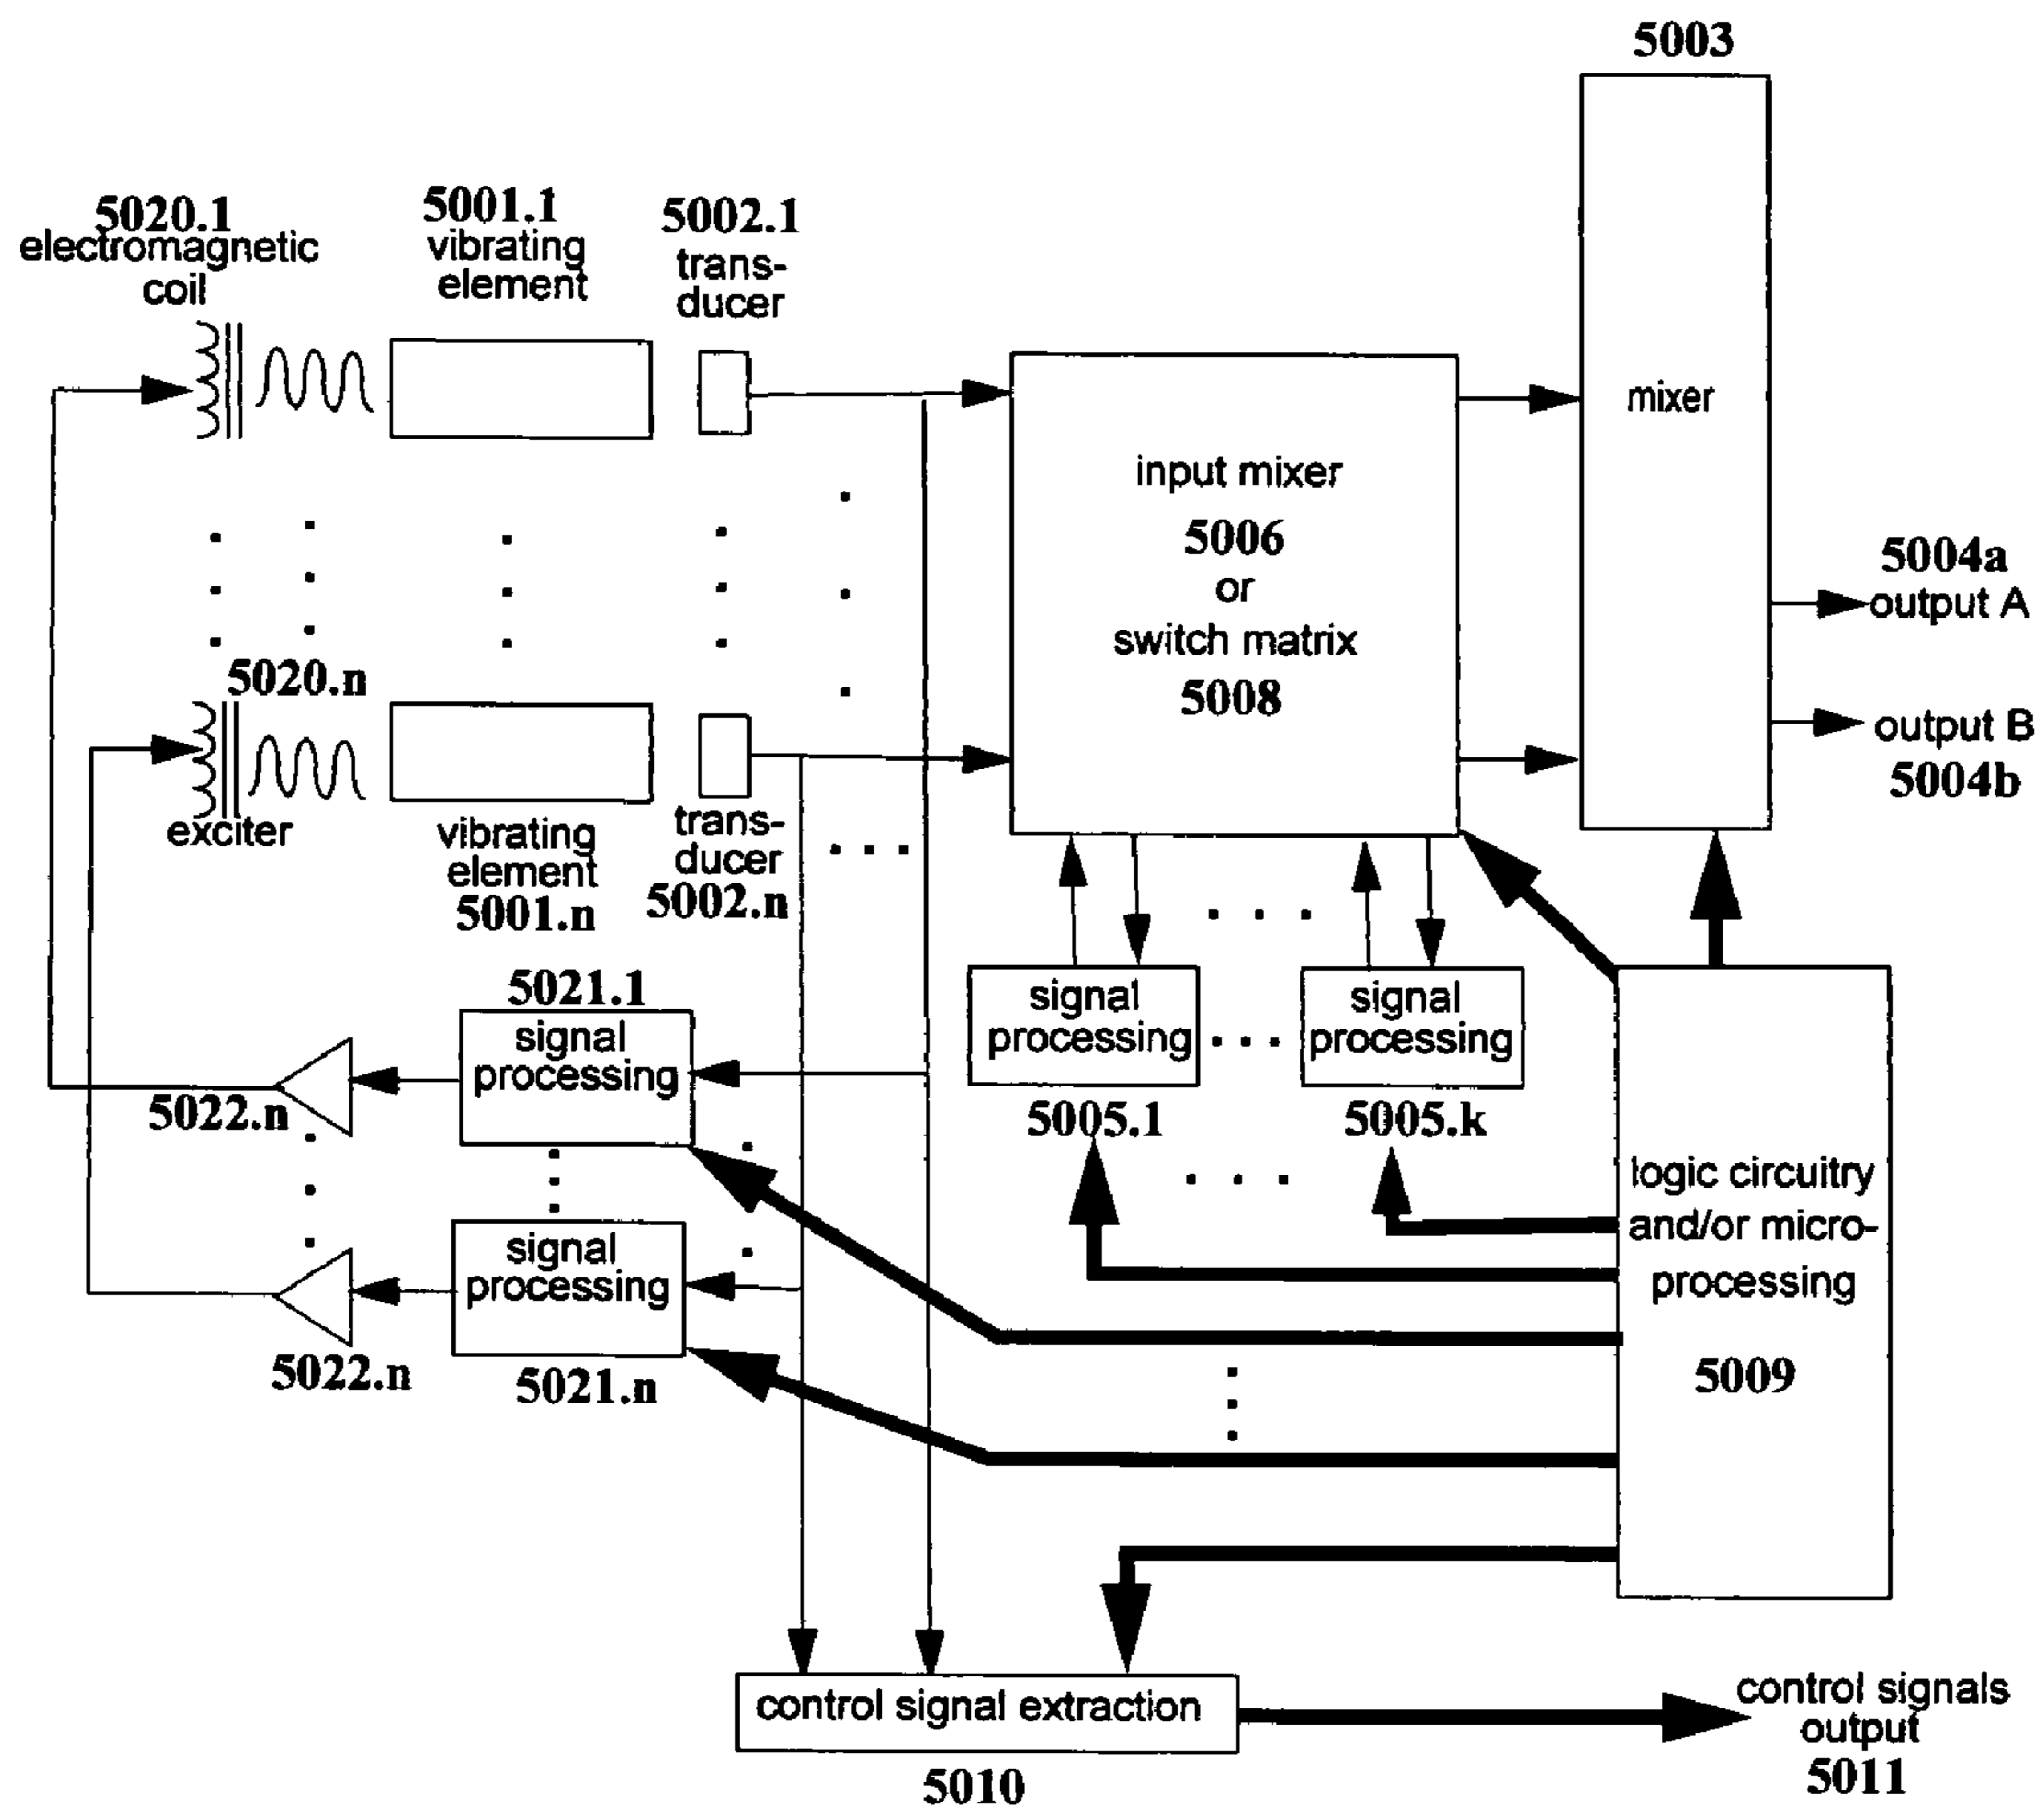 5003
5020.1
electromagnetic
coil
5001.1
vibrating
element
5002.1
trans-
ducer
input mixer
5006
or
switch matrix
5008
mixer
5004a
output A
output B
5004b
5020.n
exciter
vibrating
element
5001.n
trans-
ducer
5002.n
5021.1
signal
processing
5022.n
signal
processing
5005.1
signal
processing
5005.k
signal
processing
5021.n
5022.n
logic circuitry
and/or micro-
processing
5009
control signal extraction
5010
control signals
output
5011